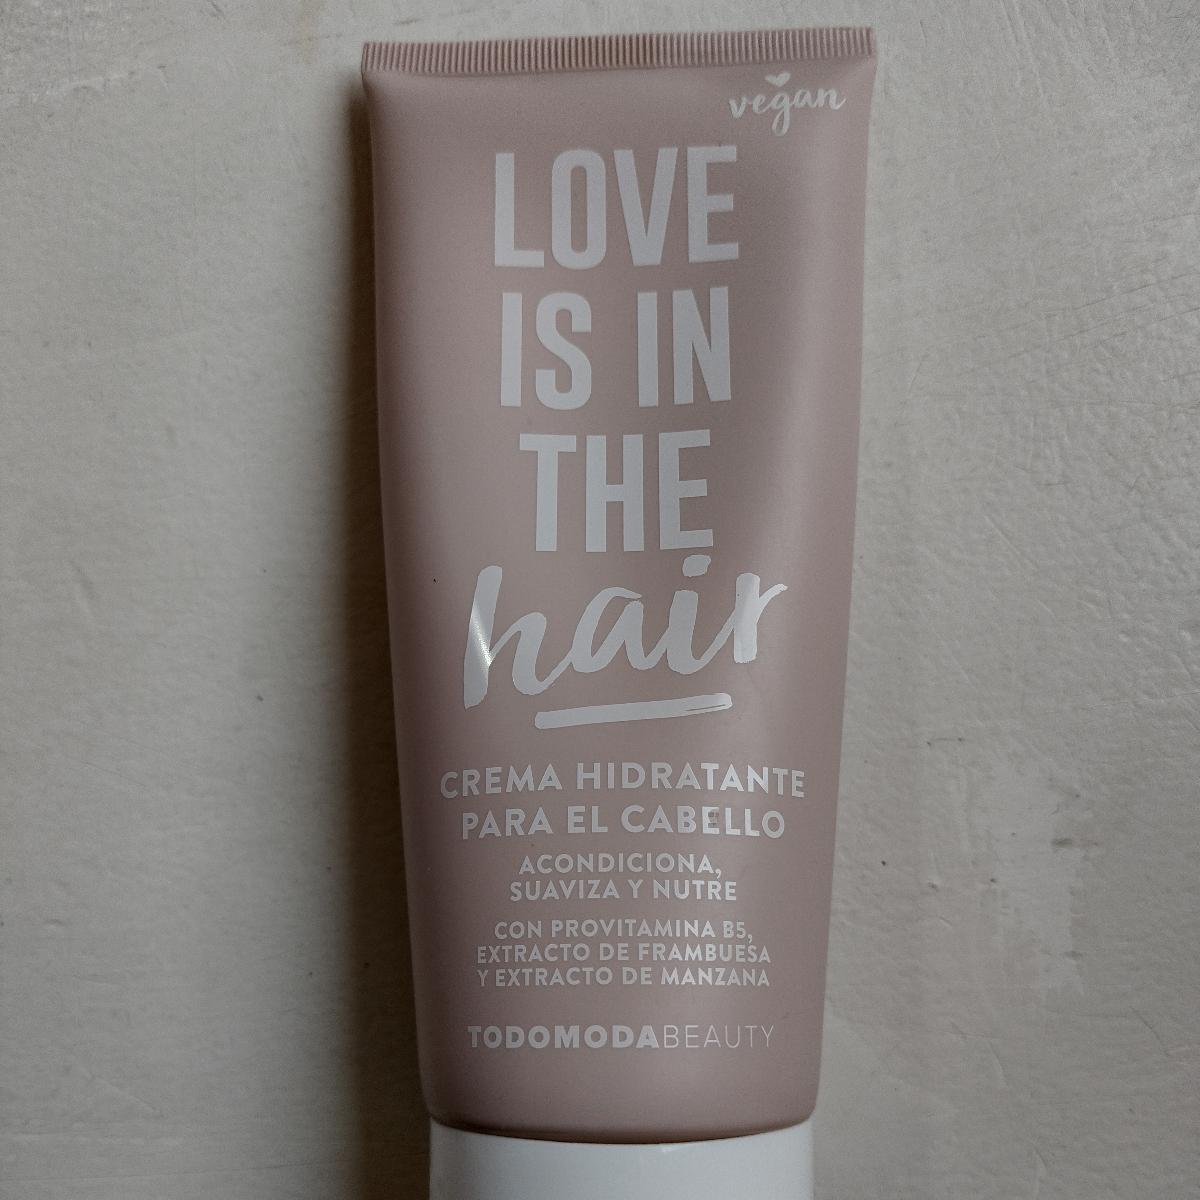 vegan
LOVE
IS IN
THE
hair
CREMA HIDRATANTE
PARA EL CABELLO
ACONDICIONA,
SUAVIZA Y NUTRE
CON PROVITAMINA B5,
EXTRACTO DE FRAMBUESA
Y EXTRACTO DE MANZANA
TODOMODABEAUTY